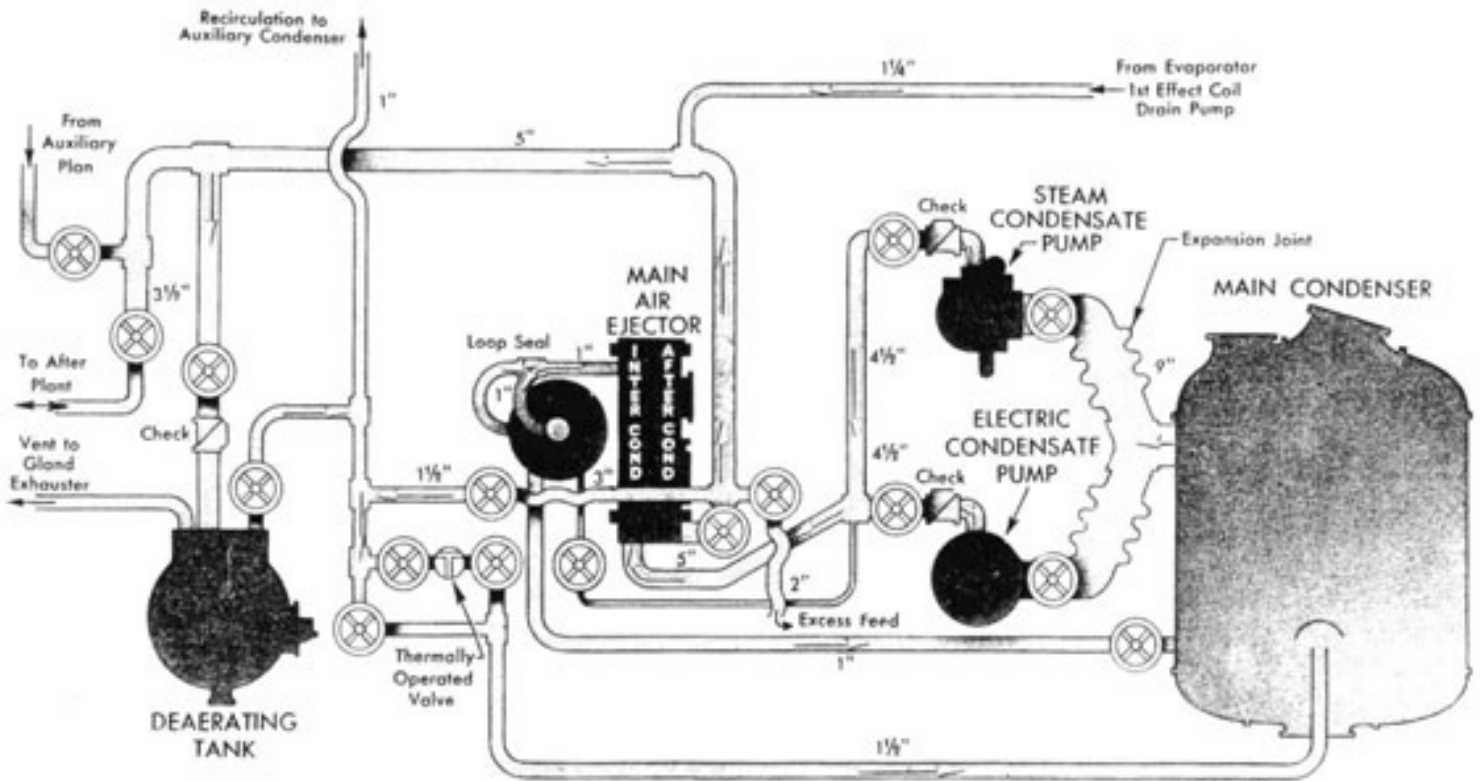 Recirculation to
Auxiliary Condenser
1"
1¼"
From Evaporator
1st Effect Coil
Drain Pump
From
Auxiliary
Plan
5"
STEAM
CONDENSATE
PUMP
Check
Expansion Joint
MAIN CONDENSER
3½"
MAIN
AIR
EJECTOR
Loop Seal
1"
1"
INTER COND
AFTER COND
4½"
9"
To After
Plant
Check
Vent to
Gland
Exhauster
ELECTRIC
CONDENSATE
PUMP
4½"
Check
1½"
3"
5"
2"
Excess Feed
1"
Thermally
Operated
Valve
DEAERATING
TANK
1½"